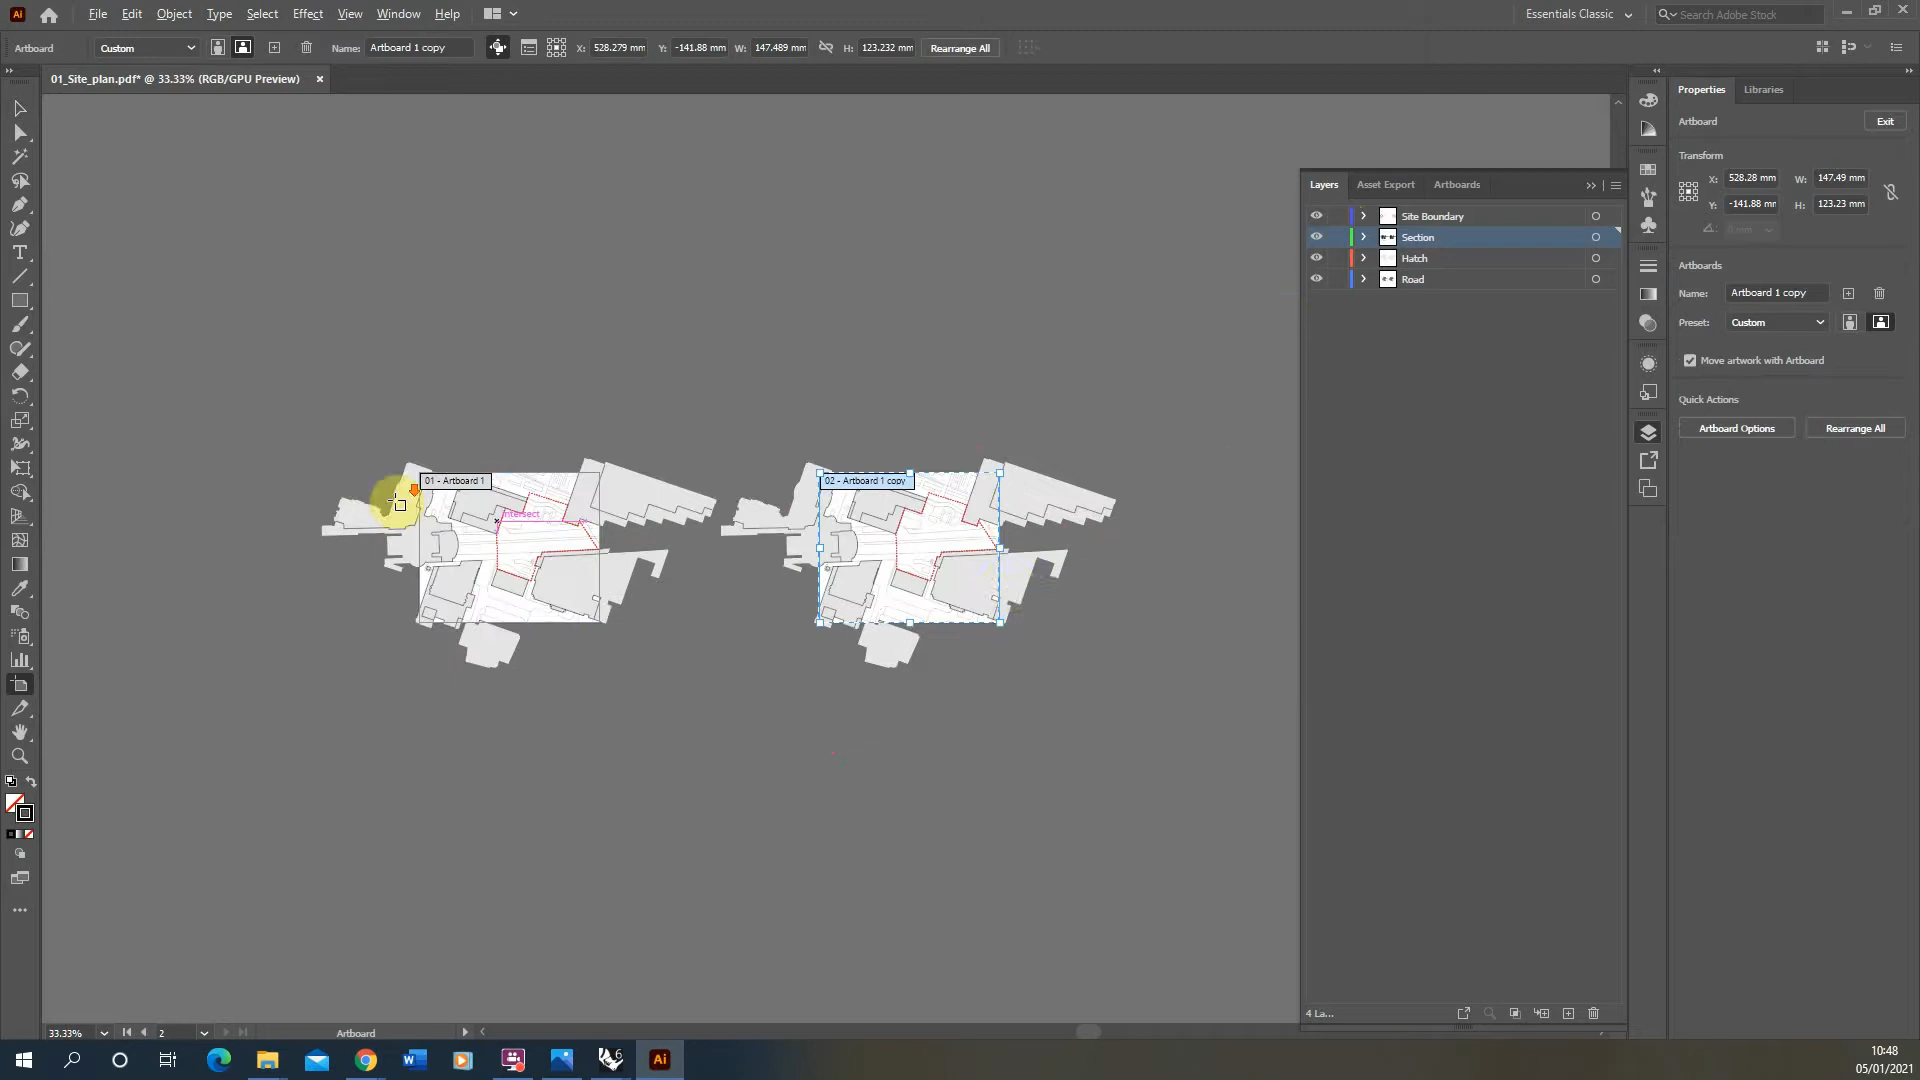 Ai File Edit Object Type Select Effect View Window Help Essentials Classic Search Adobe Stock
Artboard Custom Name: Artboard 1 copy X: 528.279 mm Y: -141.88 mm W: 147.489 mm H: 123.232 mm Rearrange All
01_Site_plan.pdf* @ 33.33% (RGB/GPU Preview)
Properties Libraries
Artboard Exit
Transform
X: 528.28 mm W: 147.49 mm
Y: -141.88 mm H: 123.23 mm
0 mm
Artboards
Name: Artboard 1 copy
Preset: Custom
Move artwork with Artboard
Quick Actions
Artboard Options Rearrange All
Layers Asset Export Artboards
Site Boundary
Section
Hatch
Road
01 - Artboard 1
intersect
02 - Artboard 1 copy
4 La...
33.33% 2 Artboard
6
Ai
10:48
05/01/2021